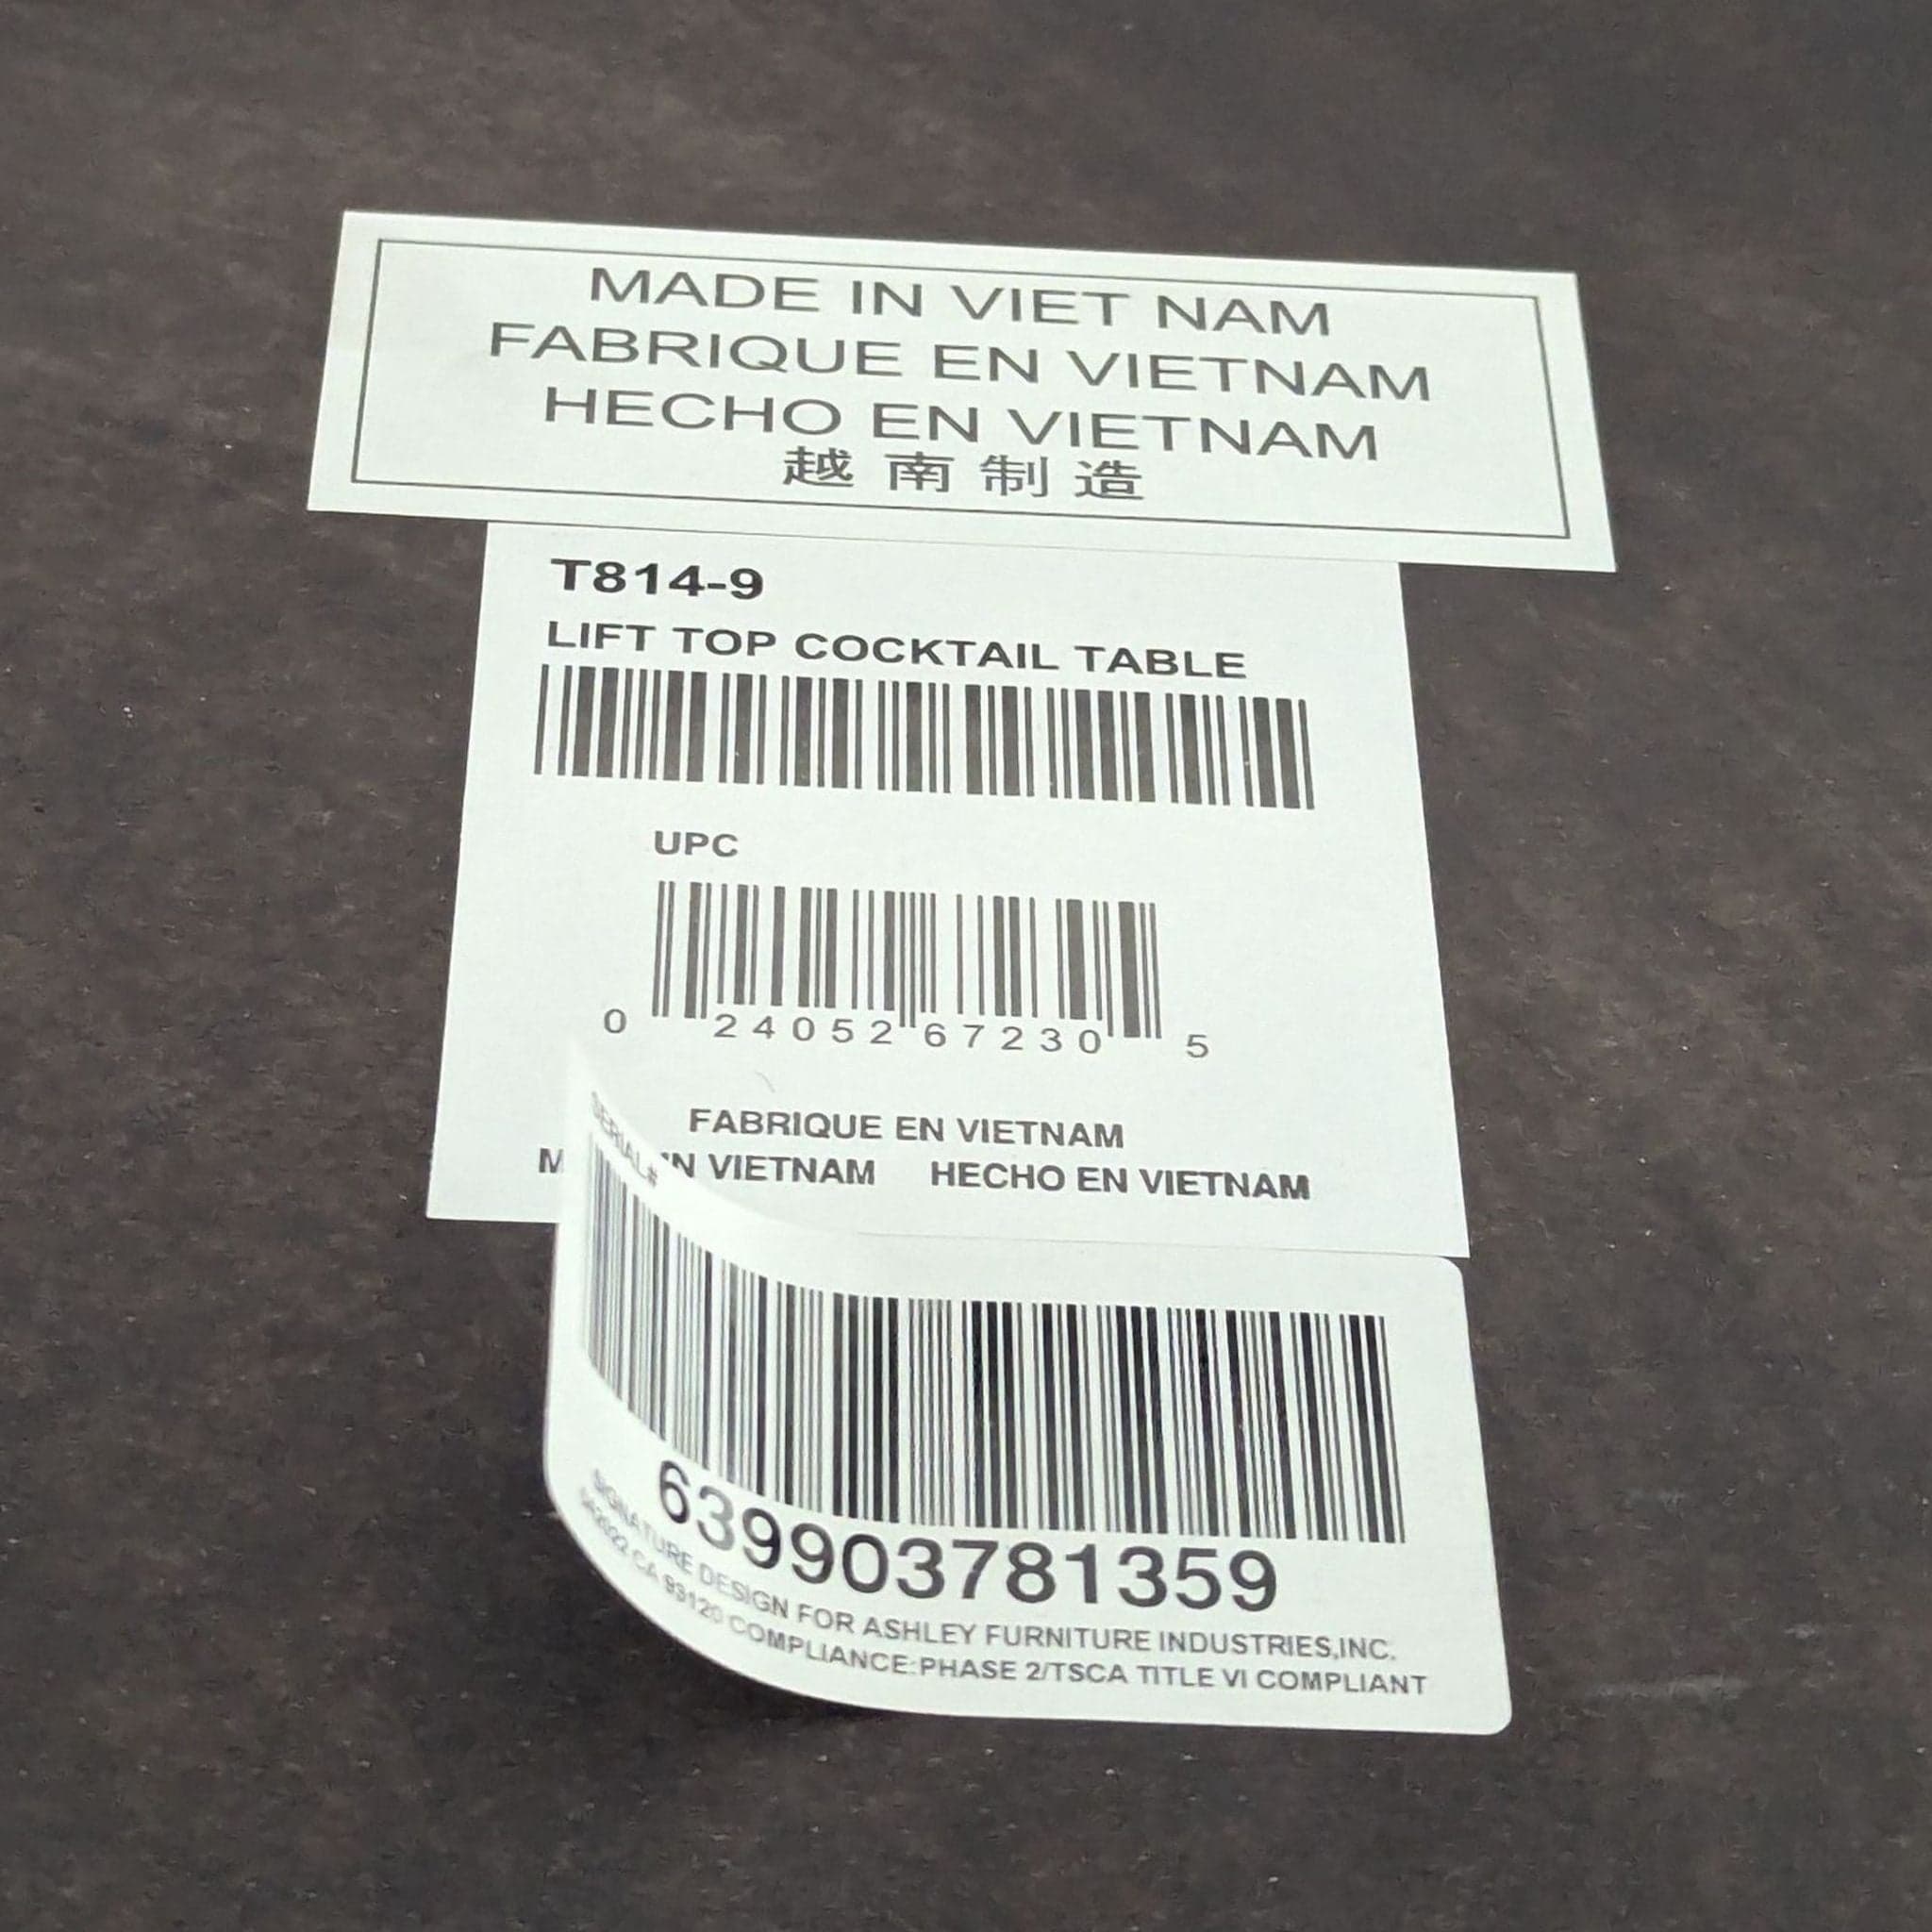 MADE IN VIET NAM
FABRIQUE EN VIETNAM
HECHO EN VIETNAM
越南制造
T814-9
LIFT TOP COCKTAIL TABLE
UPC
0 24052 67230 5
FABRIQUE EN VIETNAM
IN VIETNAM HECHO EN VIETNAM
SERIAL#
639903781359
SIGNATURE DESIGN FOR ASHLEY FURNITURE INDUSTRIES,INC.
CA 93120 COMPLIANCE:PHASE 2/TSCA TITLE VI COMPLIANT